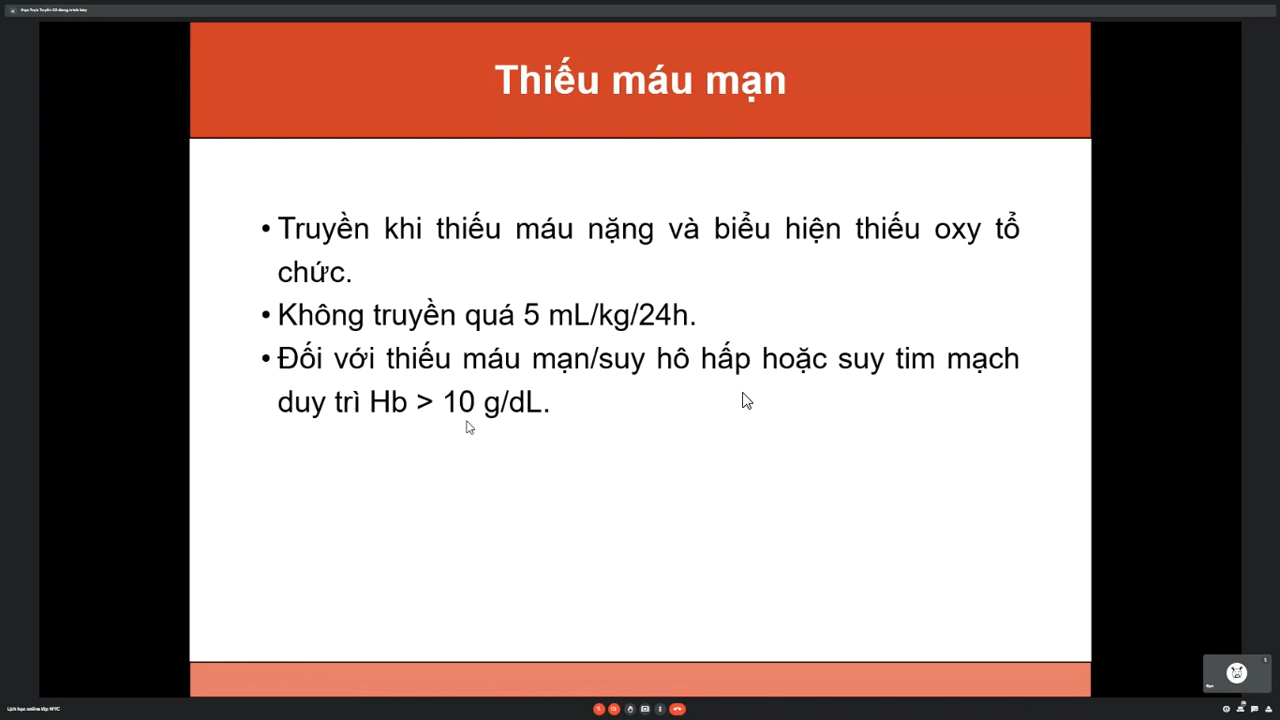 Thiếu máu mạn
• Truyền khi thiếu máu nặng và biểu hiện thiếu oxy tổ
chức.
• Không truyền quá 5 mL/kg/24h.
• Đối với thiếu máu mạn/suy hô hấp hoặc suy tim mạch
duy trì Hb > 10 g/dL.
Lịch học online lớp